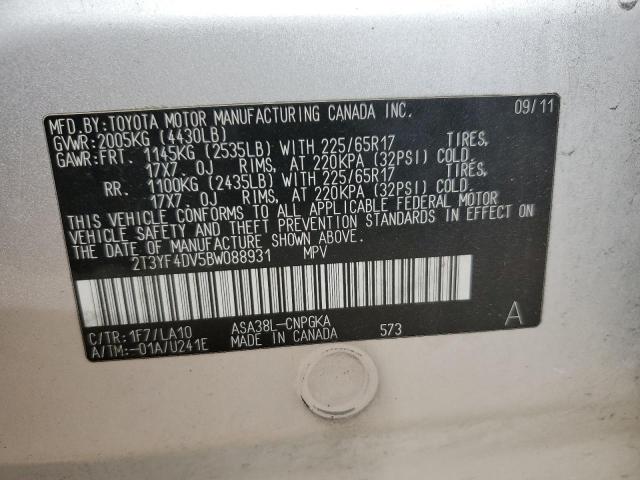 MFD.BY:TOYOTA MOTOR MANUFACTURING CANADA INC. 09/11
GVWR:2005KG (4430LB)
GAWR:FRT. 1145KG (2535LB) WITH 225/65R17 TIRES,
17X7.0J RIMS, AT 220KPA (32PSI) COLD.
RR. 1100KG (2435LB) WITH 225/65R17 TIRES,
17X7.0J RIMS, AT 220KPA (32PSI) COLD.
THIS VEHICLE CONFORMS TO ALL APPLICABLE FEDERAL MOTOR
VEHICLE SAFETY AND THEFT PREVENTION STANDARDS IN EFFECT ON
THE DATE OF MANUFACTURE SHOWN ABOVE.
2T3YF4DV5BW088931 MPV
C/TR:1F7/LA10 ASA38L-CNPGKA
A/TM:-01A/U241E MADE IN CANADA 573 A